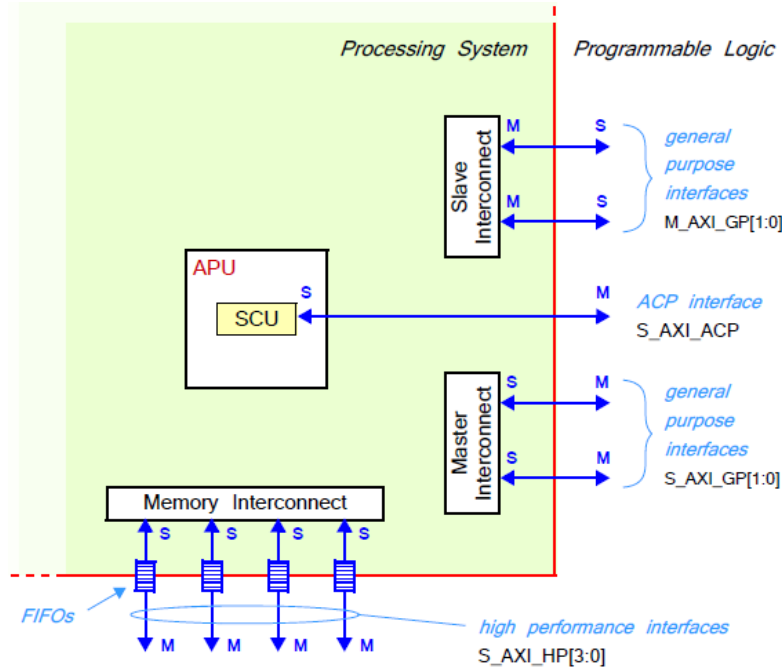 Processing System
Programmable Logic
M
S
general
purpose
interfaces
M_AXI_GP[1:0]
Slave
Interconnect
M
S
APU
S
SCU
M
ACP interface
S_AXI_ACP
S
M
general
purpose
interfaces
S_AXI_GP[1:0]
Master
Interconnect
S
M
Memory Interconnect
S
S
S
S
FIFOs
M
M
M
M
high performance interfaces
S_AXI_HP[3:0]